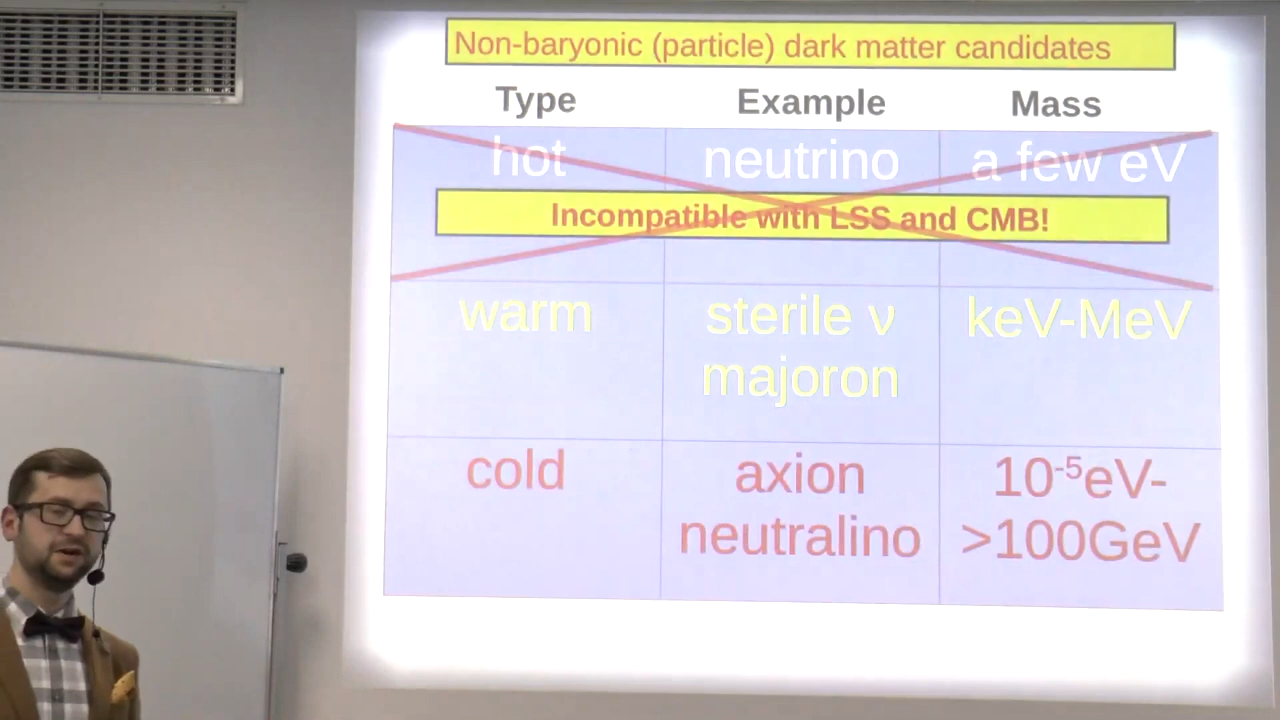 Non-baryonic (particle) dark matter candidates
Type Example Mass
hot neutrino a few eV
Incompatible with LSS and CMB!
warm sterile ν keV-MeV
majoron
cold axion 10⁻⁵eV-
neutralino >100GeV